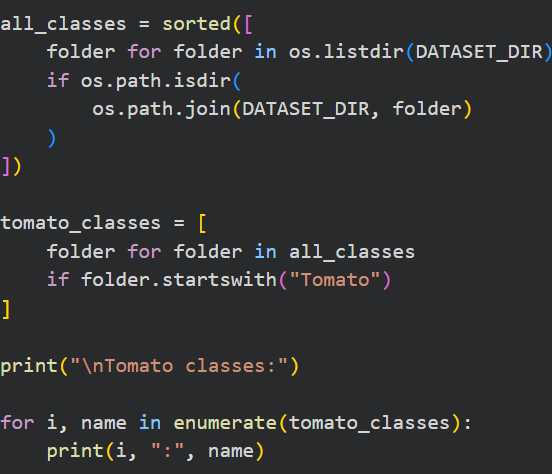 all_classes = sorted([
    folder for folder in os.listdir(DATASET_DIR)
    if os.path.isdir(
        os.path.join(DATASET_DIR, folder)
    )
])

tomato_classes = [
    folder for folder in all_classes
    if folder.startswith("Tomato")
]

print("\nTomato classes:")

for i, name in enumerate(tomato_classes):
    print(i, ":", name)